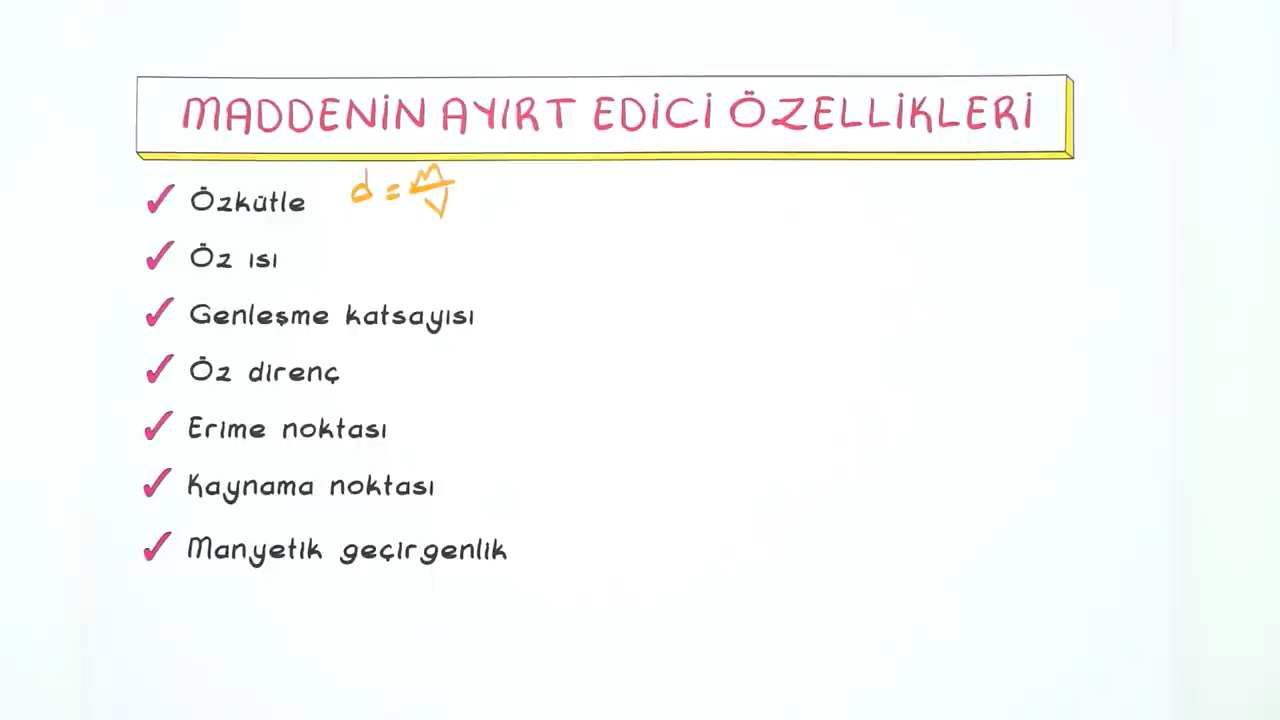 MADDENİN AYIRT EDİCİ ÖZELLİKLERİ
✓ Özkütle d = m/V
✓ Öz ısı
✓ Genleşme katsayısı
✓ Öz direnç
✓ Erime noktası
✓ Kaynama noktası
✓ Manyetik geçirgenlik